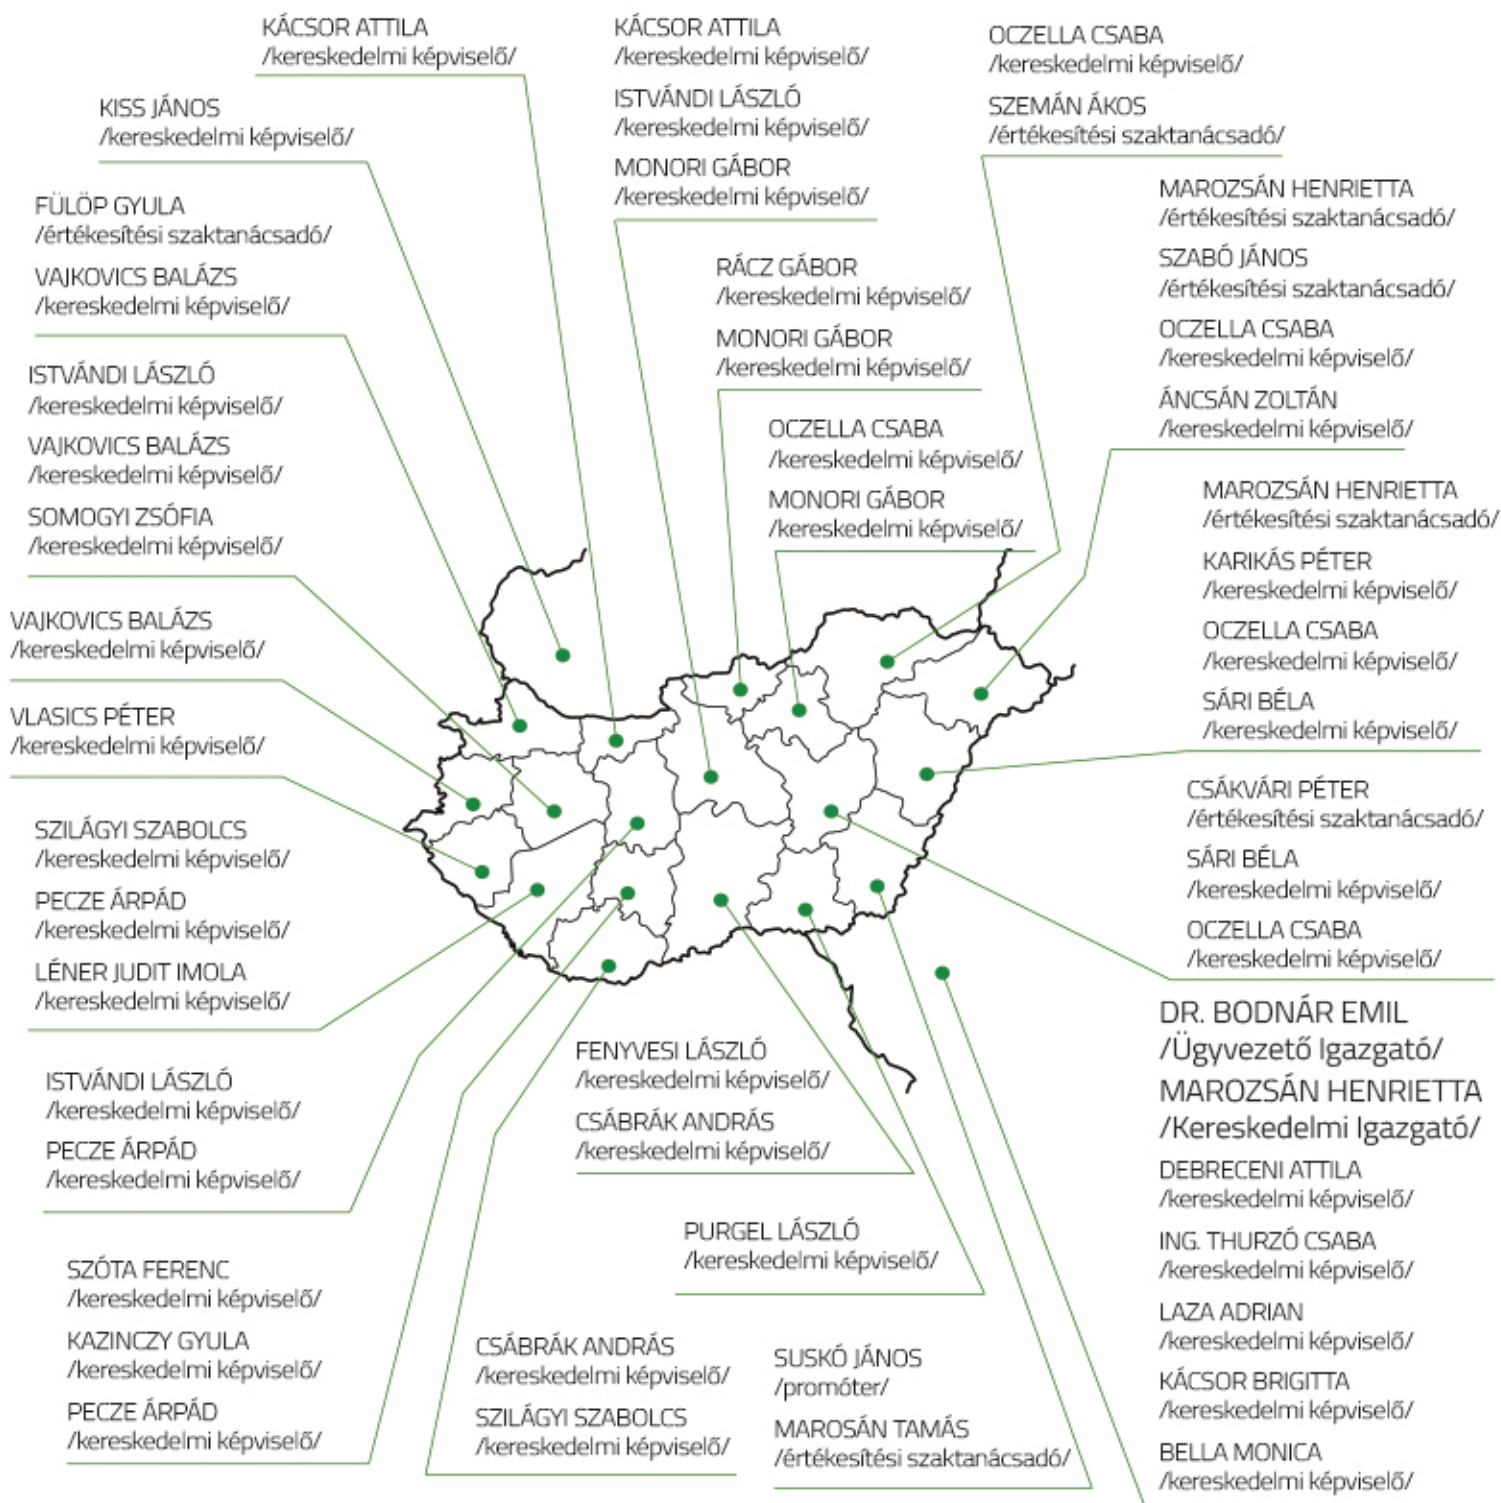 KÁCSOR ATTILA
/kereskedelmi képviselő/
KISS JÁNOS
/kereskedelmi képviselő/
FÜLÖP GYULA
/értékesítési szaktanácsadó/
VAJKOVICS BALÁZS
/kereskedelmi képviselő/
ISTVÁNDI LÁSZLÓ
/kereskedelmi képviselő/
VAJKOVICS BALÁZS
/kereskedelmi képviselő/
SOMOGYI ZSÓFIA
/kereskedelmi képviselő/
VAJKOVICS BALÁZS
/kereskedelmi képviselő/
VLASICS PÉTER
/kereskedelmi képviselő/
SZILÁGYI SZABOLCS
/kereskedelmi képviselő/
PECZE ÁRPÁD
/kereskedelmi képviselő/
LÉNER JUDIT IMOLA
/kereskedelmi képviselő/
ISTVÁNDI LÁSZLÓ
/kereskedelmi képviselő/
PECZE ÁRPÁD
/kereskedelmi képviselő/
SZÓTA FERENC
/kereskedelmi képviselő/
KAZINCZY GYULA
/kereskedelmi képviselő/
PECZE ÁRPÁD
/kereskedelmi képviselő/
KÁCSOR ATTILA
/kereskedelmi képviselő/
ISTVÁNDI LÁSZLÓ
/kereskedelmi képviselő/
MONORI GÁBOR
/kereskedelmi képviselő/
RÁCZ GÁBOR
/kereskedelmi képviselő/
MONORI GÁBOR
/kereskedelmi képviselő/
OCZELLA CSABA
/kereskedelmi képviselő/
MONORI GÁBOR
/kereskedelmi képviselő/
FENYVESI LÁSZLÓ
/kereskedelmi képviselő/
CSÁBRÁK ANDRÁS
/kereskedelmi képviselő/
PURGEL LÁSZLÓ
/kereskedelmi képviselő/
CSÁBRÁK ANDRÁS
/kereskedelmi képviselő/
SZILÁGYI SZABOLCS
/kereskedelmi képviselő/
SUSKÓ JÁNOS
/promóter/
MAROSÁN TAMÁS
/értékesítési szaktanácsadó/
OCZELLA CSABA
/kereskedelmi képviselő/
SZEMÁN ÁKOS
/értékesítési szaktanácsadó/
MAROZSÁN HENRIETTA
/értékesítési szaktanácsadó/
SZABÓ JÁNOS
/értékesítési szaktanácsadó/
OCZELLA CSABA
/kereskedelmi képviselő/
ÁNCSÁN ZOLTÁN
/kereskedelmi képviselő/
MAROZSÁN HENRIETTA
/értékesítési szaktanácsadó/
KARIKÁS PÉTER
/kereskedelmi képviselő/
OCZELLA CSABA
/kereskedelmi képviselő/
SÁRI BÉLA
/kereskedelmi képviselő/
CSÁKVÁRI PÉTER
/értékesítési szaktanácsadó/
SÁRI BÉLA
/kereskedelmi képviselő/
OCZELLA CSABA
/kereskedelmi képviselő/
DR. BODNÁR EMIL
/Ügyvezető Igazgató/
MAROZSÁN HENRIETTA
/Kereskedelmi Igazgató/
DEBRECENI ATTILA
/kereskedelmi képviselő/
ING. THURZÓ CSABA
/kereskedelmi képviselő/
LAZA ADRIAN
/kereskedelmi képviselő/
KÁCSOR BRIGITTA
/kereskedelmi képviselő/
BELLA MONICA
/kereskedelmi képviselő/